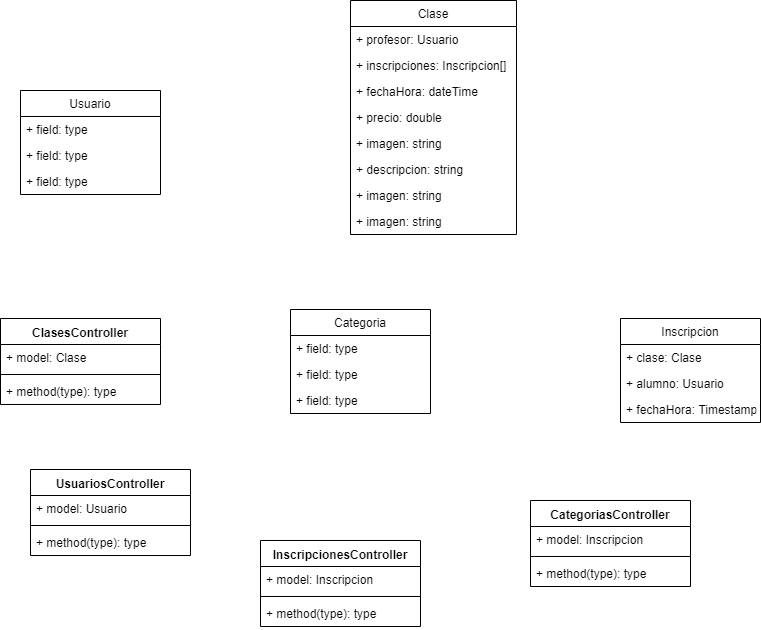 Clase
+ profesor: Usuario
+ inscripciones: Inscripcion[]
+ fechaHora: dateTime
+ precio: double
+ imagen: string
+ descripcion: string
+ imagen: string
+ imagen: string
Usuario
+ field: type
+ field: type
+ field: type
ClasesController
+ model: Clase
+ method(type): type
Categoria
+ field: type
+ field: type
+ field: type
Inscripcion
+ clase: Clase
+ alumno: Usuario
+ fechaHora: Timestamp
UsuariosController
+ model: Usuario
+ method(type): type
InscripcionesController
+ model: Inscripcion
+ method(type): type
CategoriasController
+ model: Inscripcion
+ method(type): type